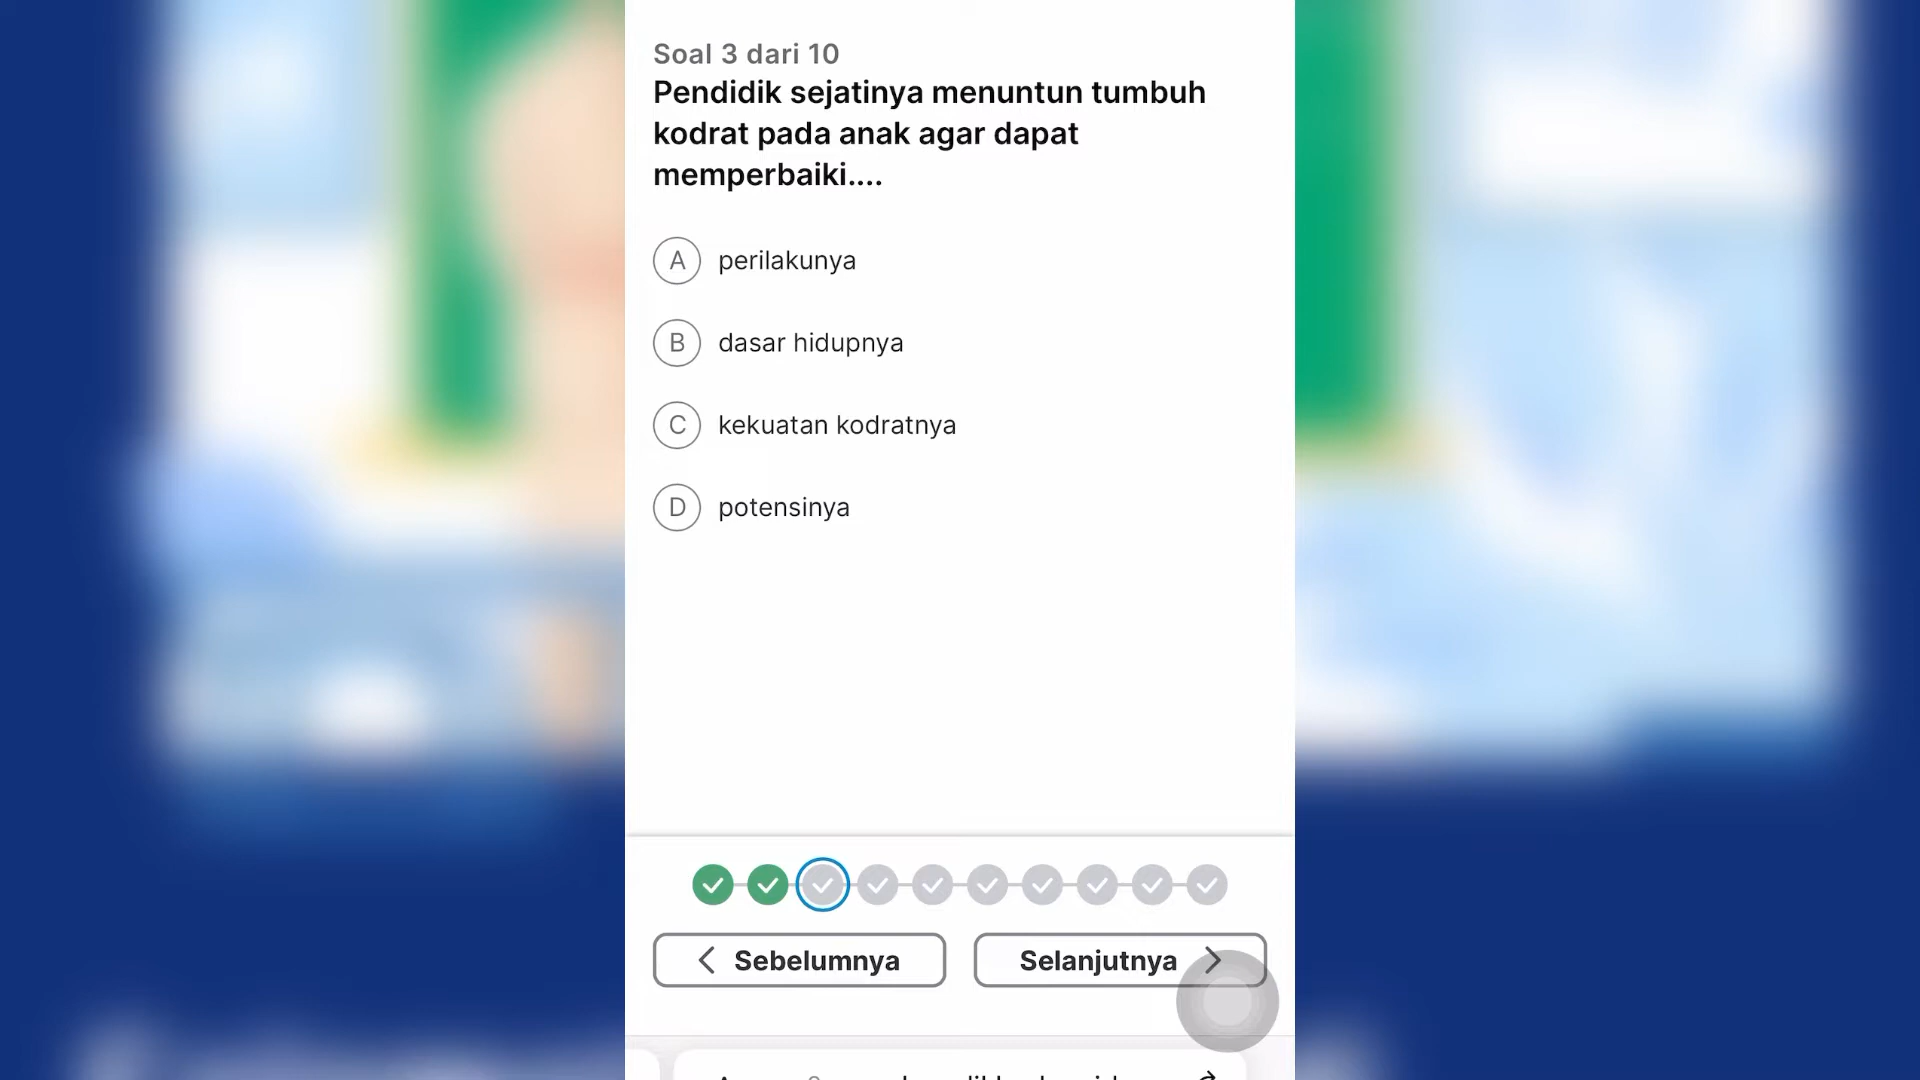 Soal 3 dari 10
Pendidik sejatinya menuntun tumbuh
kodrat pada anak agar dapat
memperbaiki....
A perilakunya
B dasar hidupnya
C kekuatan kodratnya
D potensinya
Sebelumnya
Selanjutnya